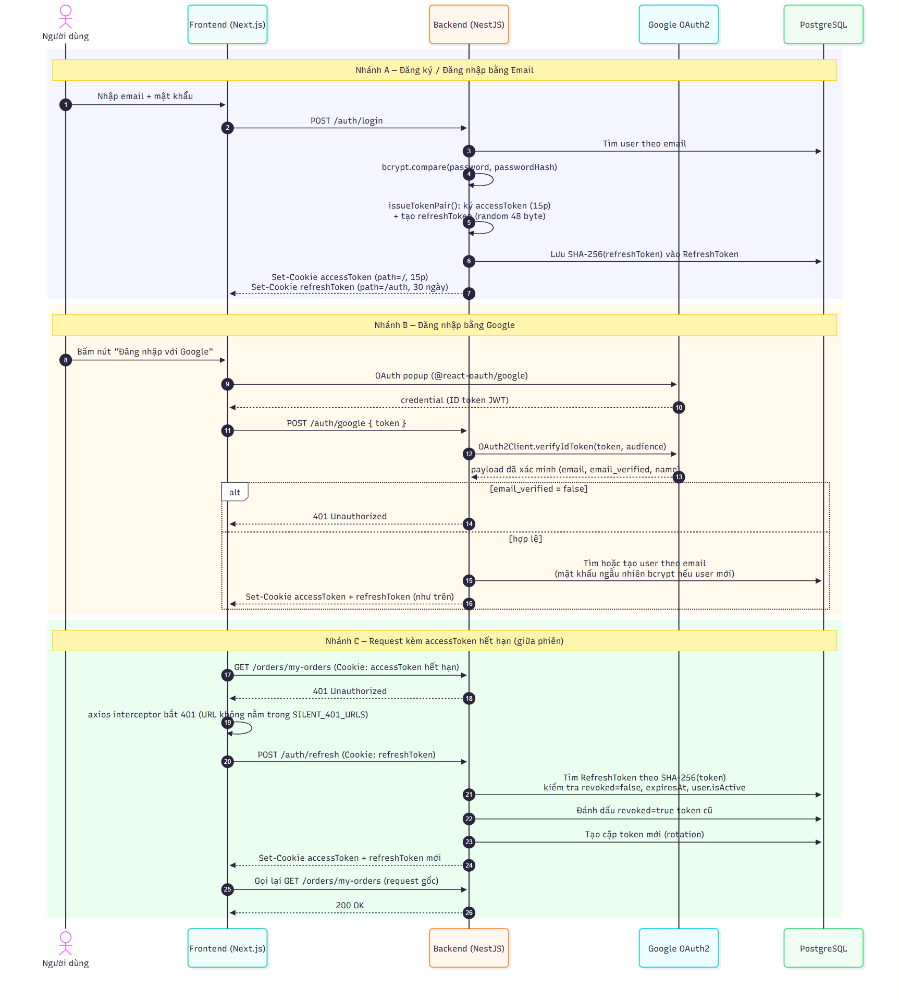 Người dùng
Frontend (Next.js)
Backend (NestJS)
Google OAuth2
PostgreSQL
Nhánh A — Đăng ký / Đăng nhập bằng Email
Nhập email + mật khẩu
1
POST /auth/login
2
Tìm user theo email
3
bcrypt.compare(password, passwordHash)
4
issueTokenPair(): ký accessToken (15p)
+ tạo refreshToken (random 48 byte)
5
Lưu SHA-256(refreshToken) vào RefreshToken
6
Set-Cookie accessToken (path=/, 15p)
Set-Cookie refreshToken (path=/auth, 30 ngày)
7
Nhánh B — Đăng nhập bằng Google
Bấm nút "Đăng nhập với Google"
8
OAuth popup (@react-oauth/google)
9
credential (ID token JWT)
10
POST /auth/google { token }
11
OAuth2Client.verifyIdToken(token, audience)
12
payload đã xác minh (email, email_verified, name)
13
alt
[email_verified = false]
401 Unauthorized
14
[hợp lệ]
Tìm hoặc tạo user theo email
(mật khẩu ngẫu nhiên bcrypt nếu user mới)
15
Set-Cookie accessToken + refreshToken (như trên)
16
Nhánh C — Request kèm accessToken hết hạn (giữa phiên)
GET /orders/my-orders (Cookie: accessToken hết hạn)
17
401 Unauthorized
18
axios interceptor bắt 401 (URL không nằm trong SILENT_401_URLS)
19
POST /auth/refresh (Cookie: refreshToken)
20
Tìm RefreshToken theo SHA-256(token)
kiểm tra revoked=false, expiresAt, user.isActive
21
Đánh dấu revoked=true token cũ
22
Tạo cặp token mới (rotation)
23
Set-Cookie accessToken + refreshToken mới
24
Gọi lại GET /orders/my-orders (request gốc)
25
200 OK
26
Người dùng
Frontend (Next.js)
Backend (NestJS)
Google OAuth2
PostgreSQL